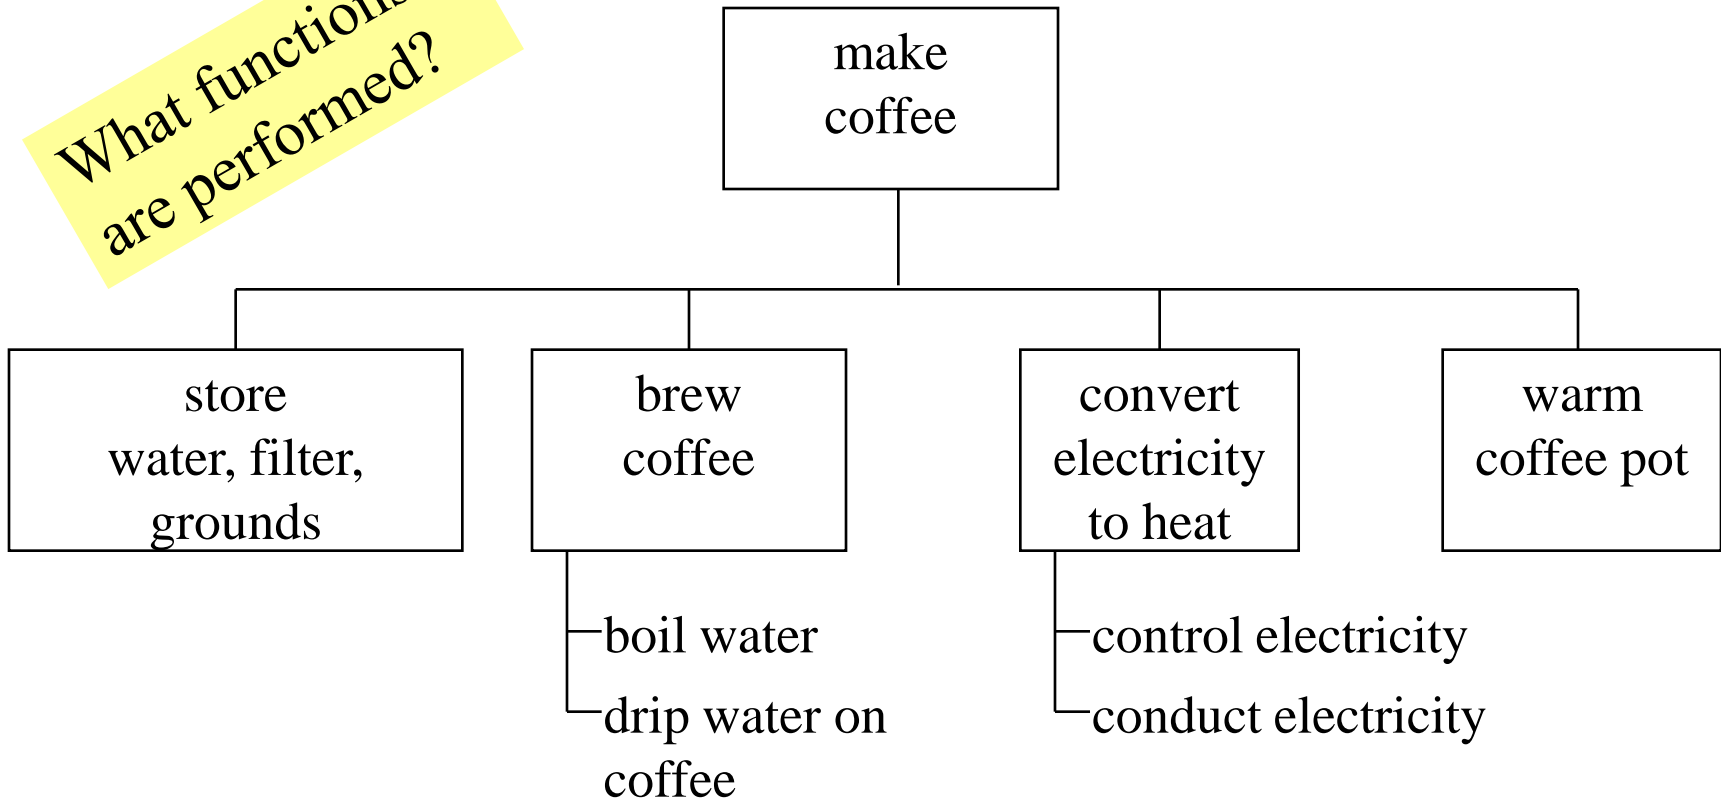 What functions
are performed?
make
coffee
store
water, filter,
grounds
brew
coffee
convert
electricity
to heat
warm
coffee pot
boil water
drip water on
coffee
control electricity
conduct electricity